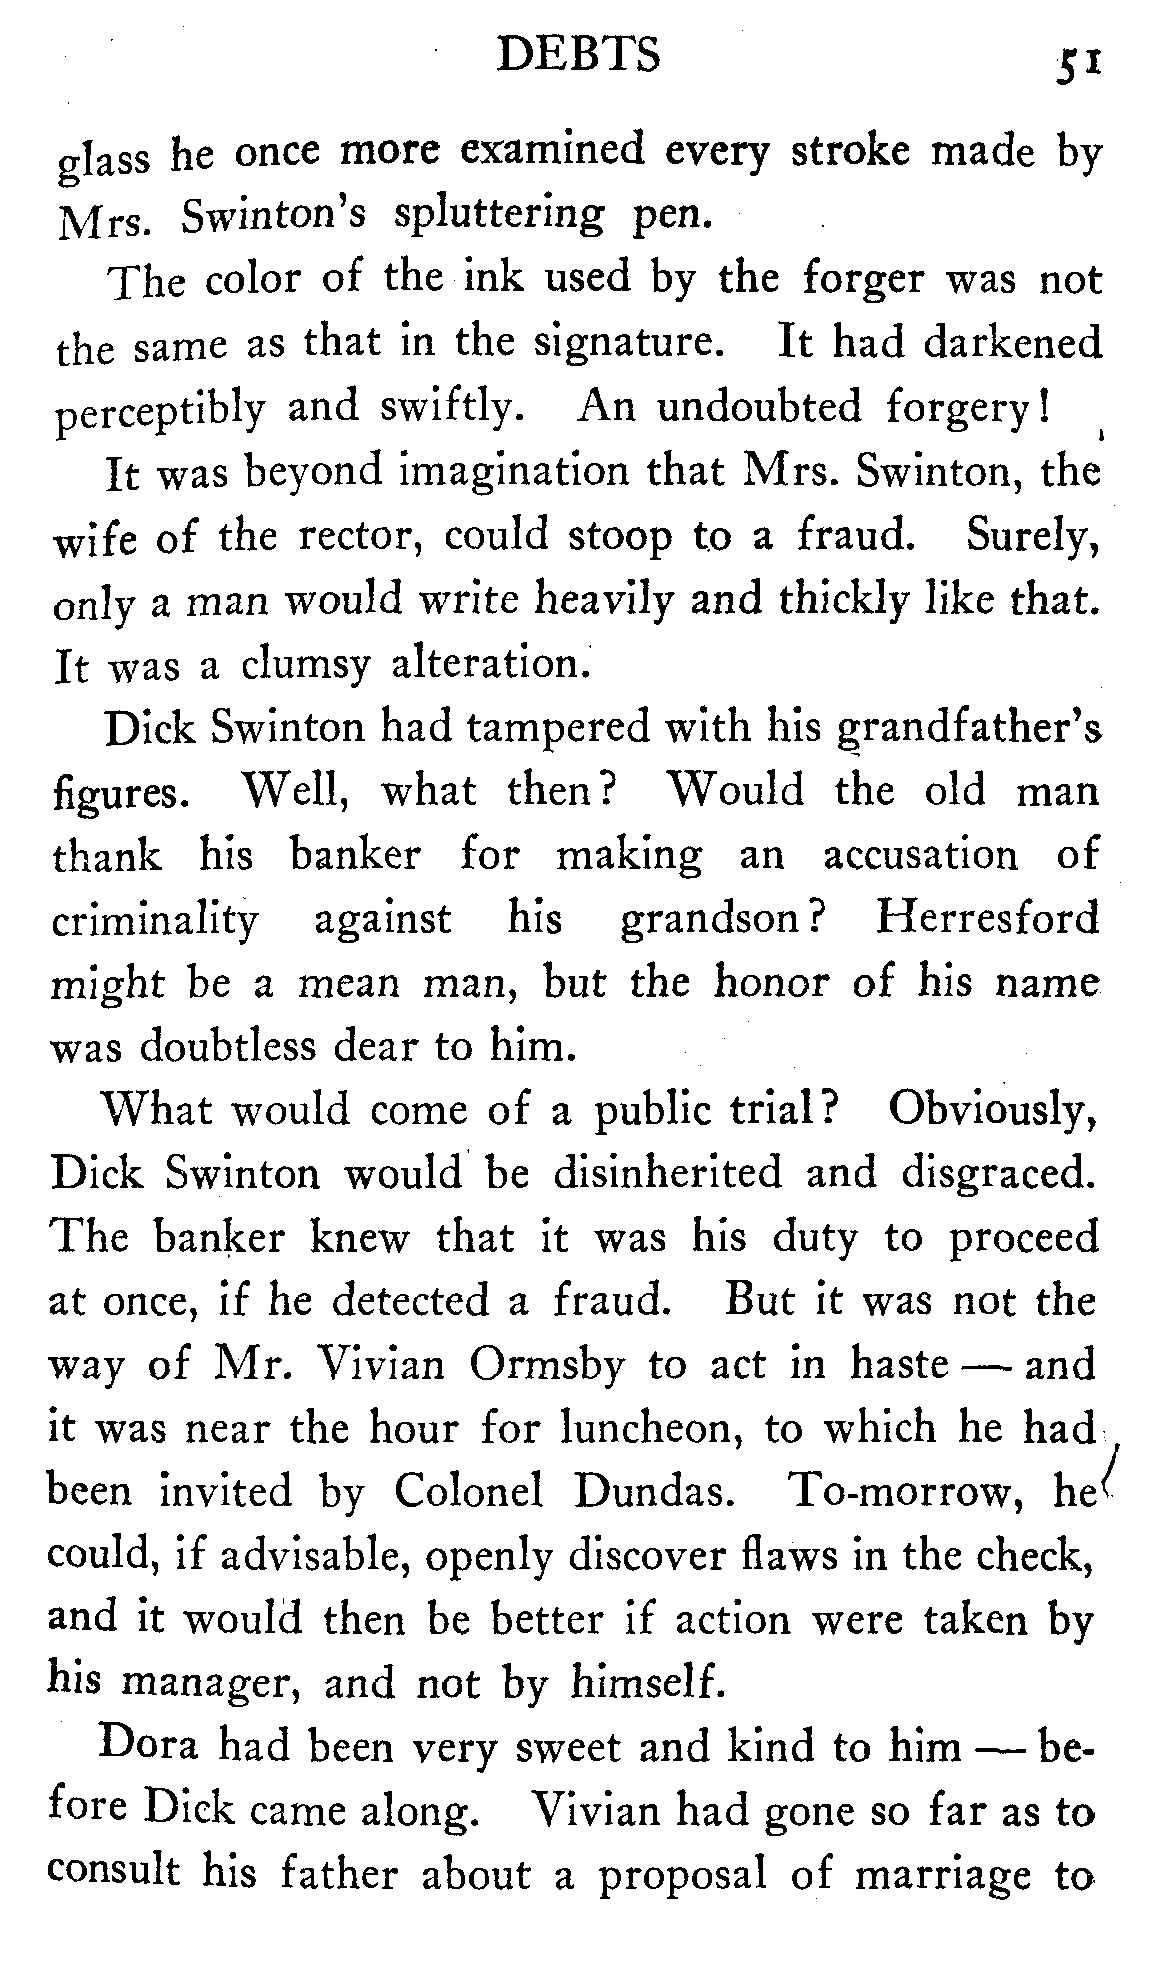 DEBTS 51
glass he once more examined every stroke made by
Mrs. Swinton's spluttering pen.
The color of the ink used by the forger was not
the same as that in the signature. It had darkened
perceptibly and swiftly. An undoubted forgery!
It was beyond imagination that Mrs. Swinton, the
wife of the rector, could stoop to a fraud. Surely,
only a man would write heavily and thickly like that.
It was a clumsy alteration.
Dick Swinton had tampered with his grandfather's
figures. Well, what then? Would the old man
thank his banker for making an accusation of
criminality against his grandson? Herresford
might be a mean man, but the honor of his name
was doubtless dear to him.
What would come of a public trial? Obviously,
Dick Swinton would be disinherited and disgraced.
The banker knew that it was his duty to proceed
at once, if he detected a fraud. But it was not the
way of Mr. Vivian Ormsby to act in haste — and
it was near the hour for luncheon, to which he had
been invited by Colonel Dundas. To-morrow, he
could, if advisable, openly discover flaws in the check,
and it would then be better if action were taken by
his manager, and not by himself.
Dora had been very sweet and kind to him — be-
fore Dick came along. Vivian had gone so far as to
consult his father about a proposal of marriage to